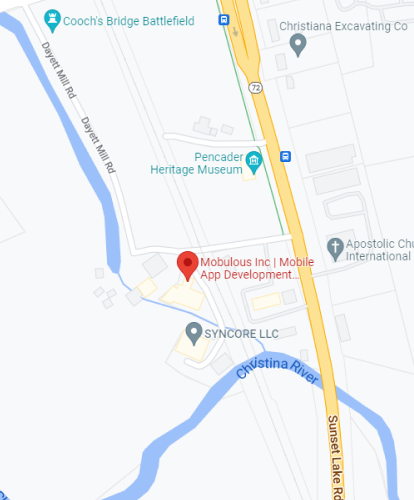 Cooch's Bridge Battlefield
Christiana Excavating Co
Dayett Mill Rd
72
Dayett Mill Rd
Pencader
Heritage Museum
Apostolic Chu
International
Mobulous Inc | Mobile
App Development...
SYNCORE LLC
Christina River
Sunset Lake Rd